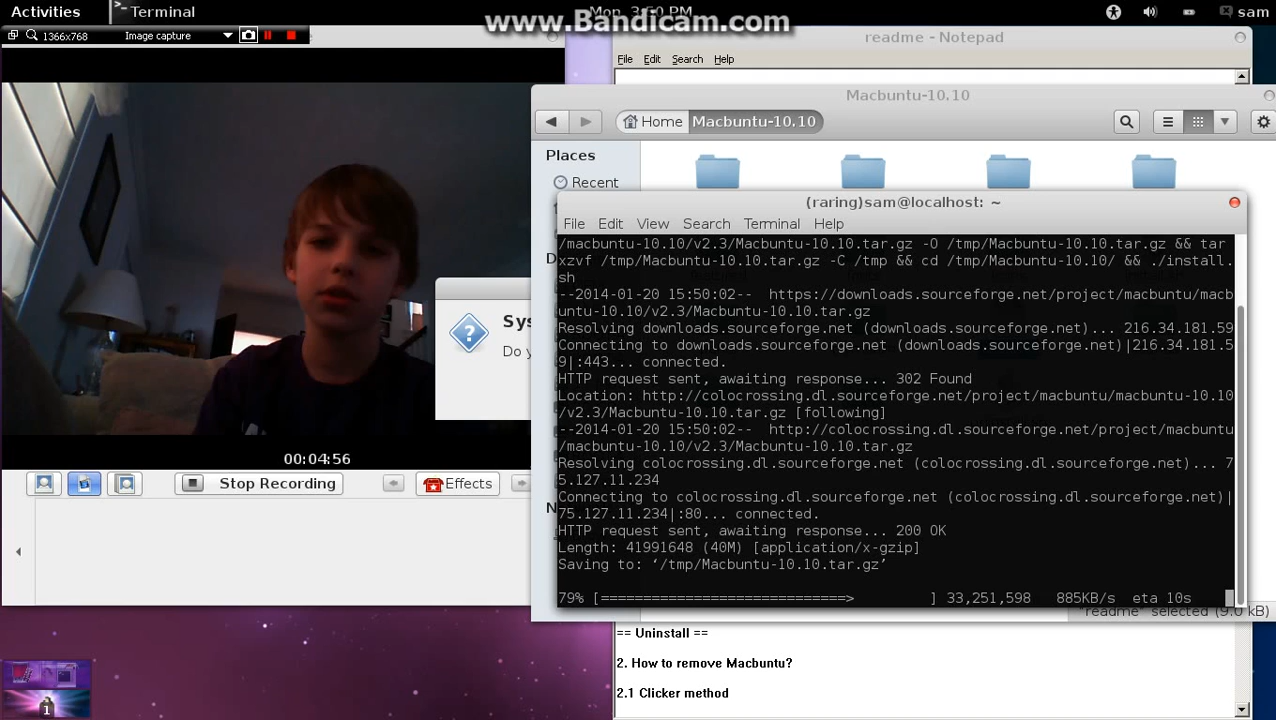 Activities
Terminal
www.Bandicam.com
sam
1366x768
Image capture
readme - Notepad
File Edit Search Help
Macbuntu-10.10
Home
Macbuntu-10.10
Places
Recent
(raring)sam@localhost: ~
File Edit View Search Terminal Help
/macbuntu-10.10/v2.3/Macbuntu-10.10.tar.gz -O /tmp/Macbuntu-10.10.tar.gz && tar
xzvf /tmp/Macbuntu-10.10.tar.gz -C /tmp && cd /tmp/Macbuntu-10.10/ && ./install.
sh
--2014-01-20 15:50:02-- https://downloads.sourceforge.net/project/macbuntu/macb
untu-10.10/v2.3/Macbuntu-10.10.tar.gz
Resolving downloads.sourceforge.net (downloads.sourceforge.net)... 216.34.181.59
Connecting to downloads.sourceforge.net (downloads.sourceforge.net)|216.34.181.5
9|:443... connected.
HTTP request sent, awaiting response... 302 Found
Location: http://colocrossing.dl.sourceforge.net/project/macbuntu/macbuntu-10.10
/v2.3/Macbuntu-10.10.tar.gz [following]
--2014-01-20 15:50:02-- http://colocrossing.dl.sourceforge.net/project/macbuntu
/macbuntu-10.10/v2.3/Macbuntu-10.10.tar.gz
Resolving colocrossing.dl.sourceforge.net (colocrossing.dl.sourceforge.net)... 7
5.127.11.234
Connecting to colocrossing.dl.sourceforge.net (colocrossing.dl.sourceforge.net)|
75.127.11.234|:80... connected.
HTTP request sent, awaiting response... 200 OK
Length: 41991648 (40M) [application/x-gzip]
Saving to: ‘/tmp/Macbuntu-10.10.tar.gz’
79% [=============================> ] 33,251,598 885KB/s eta 10s
Sys
Do y
00:04:56
Stop Recording
Effects
"readme" selected (9.0 kB)
== Uninstall ==
2. How to remove Macbuntu?
2.1 Clicker method
1